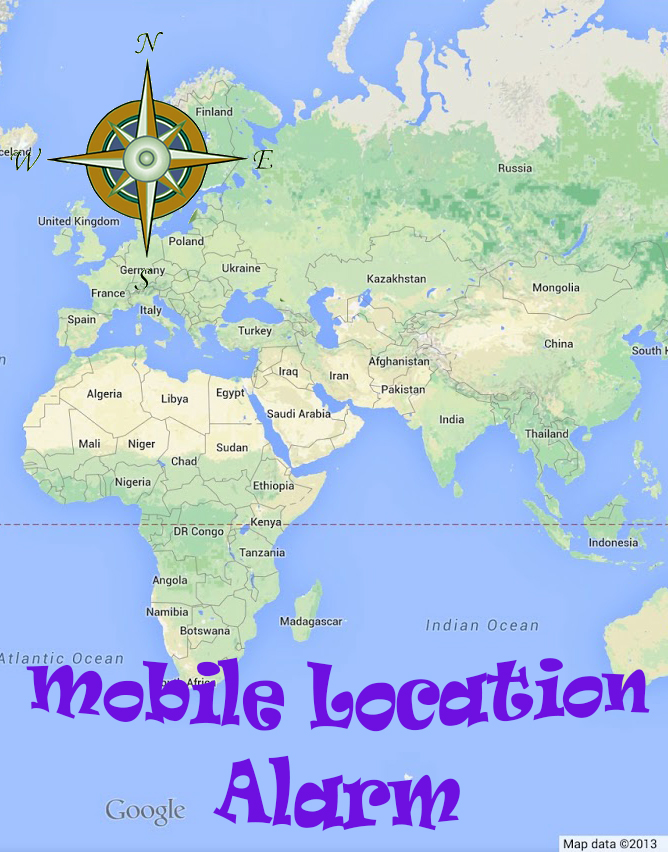 N
Finland
celand
W
E
Russia
United Kingdom
Poland
Germany
Ukraine
S
Kazakhstan
Mongolia
France
Italy
Spain
Turkey
China
South K
Afghanistan
Iraq
Iran
Pakistan
Algeria
Libya
Egypt
Saudi Arabia
India
Thailand
Mali
Niger
Sudan
Chad
Nigeria
Ethiopia
Kenya
DR Congo
Indonesia
Tanzania
Angola
Namibia
Madagascar
Botswana
Indian Ocean
Atlantic Ocean
Mobile Location
Alarm
Google
Map data ©2013